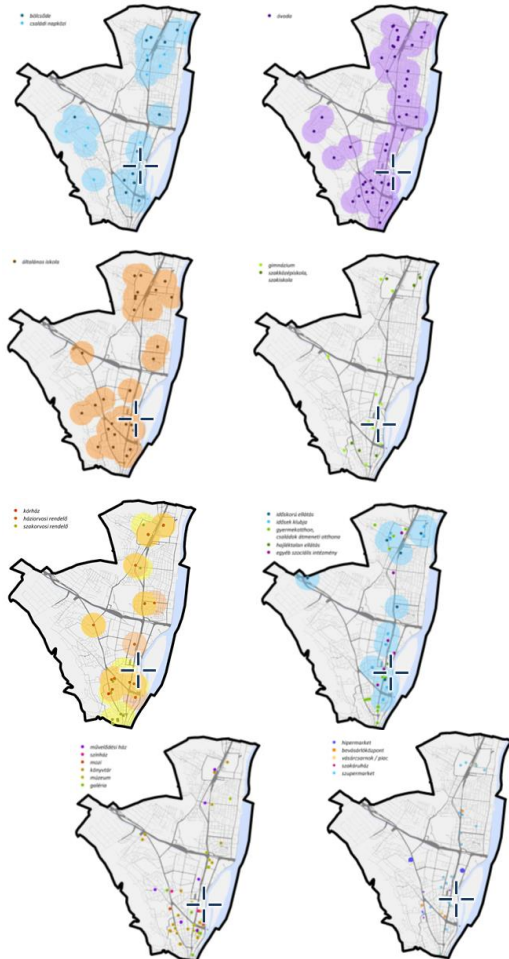 bölcsőde
családi napközi
óvoda
általános iskola
gimnázium
szakközépiskola,
szakiskola
kórház
háziorvosi rendelő
szakorvosi rendelő
időskorú ellátás
idősek klubja
gyermekotthon,
családok átmeneti otthona
hajléktalan ellátás
egyéb szociális intézmény
művelődési ház
színház
mozi
könyvtár
múzeum
galéria
hipermarket
bevásárlóközpont
vásárcsarnok / piac
szakáruház
szupermarket